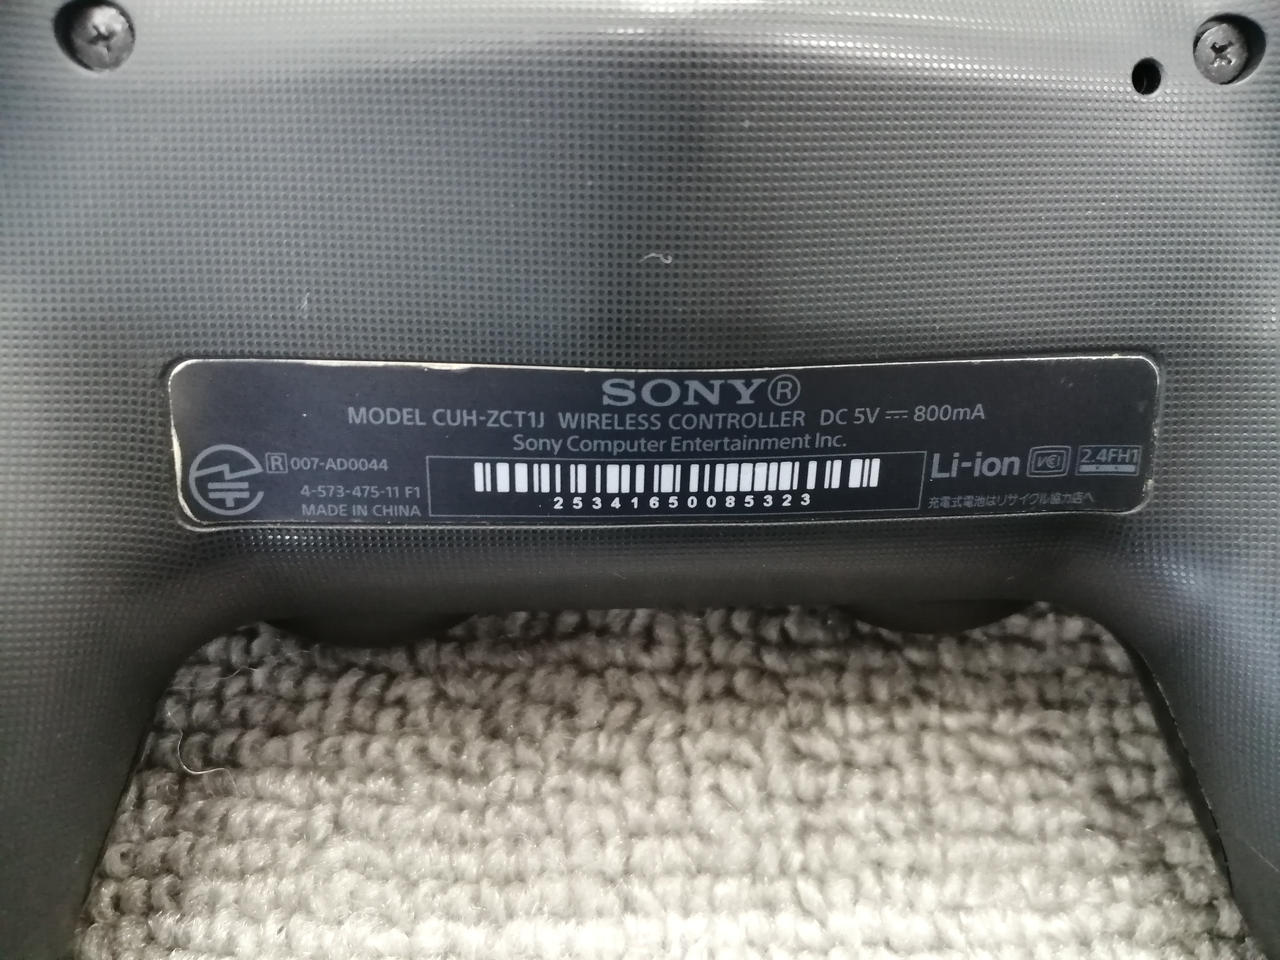 SONY®
MODEL CUH-ZCT1J WIRELESS CONTROLLER DC 5V⎓800mA
Sony Computer Entertainment Inc.
R 007-AD0044
4-573-475-11 F1
MADE IN CHINA
25341650085323
Li-ion VCI 2.4FH1
充電式電池はリサイクル協力店へ